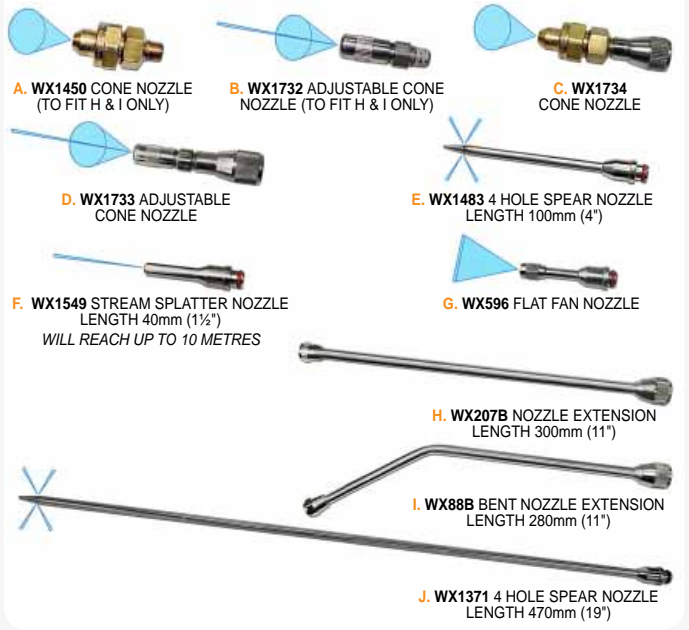 A. WX1450 CONE NOZZLE
(TO FIT H & I ONLY)
B. WX1732 ADJUSTABLE CONE
NOZZLE (TO FIT H & I ONLY)
C. WX1734
CONE NOZZLE
D. WX1733 ADJUSTABLE
CONE NOZZLE
E. WX1483 4 HOLE SPEAR NOZZLE
LENGTH 100mm (4")
F. WX1549 STREAM SPLATTER NOZZLE
LENGTH 40mm (1½")
WILL REACH UP TO 10 METRES
G. WX596 FLAT FAN NOZZLE
H. WX207B NOZZLE EXTENSION
LENGTH 300mm (11")
I. WX88B BENT NOZZLE EXTENSION
LENGTH 280mm (11")
J. WX1371 4 HOLE SPEAR NOZZLE
LENGTH 470mm (19")